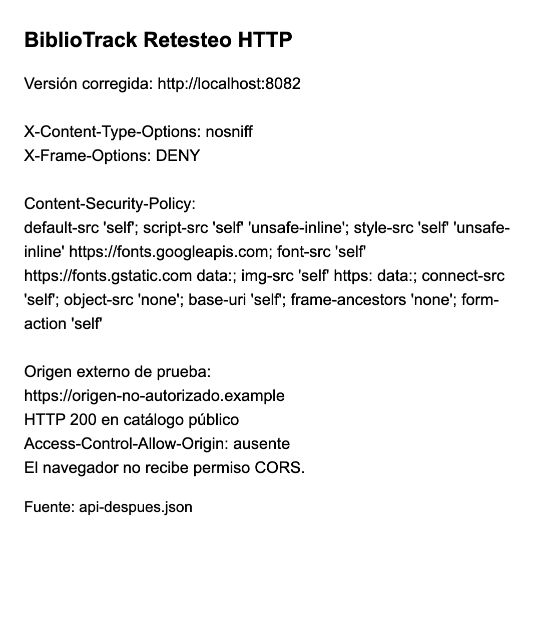 BiblioTrack Retesteo HTTP
Versión corregida: http://localhost:8082
X-Content-Type-Options: nosniff
X-Frame-Options: DENY
Content-Security-Policy:
default-src 'self'; script-src 'self' 'unsafe-inline'; style-src 'self' 'unsafe-
inline' https://fonts.googleapis.com; font-src 'self'
https://fonts.gstatic.com data:; img-src 'self' https: data:; connect-src
'self'; object-src 'none'; base-uri 'self'; frame-ancestors 'none'; form-
action 'self'
Origen externo de prueba:
https://origen-no-autorizado.example
HTTP 200 en catálogo público
Access-Control-Allow-Origin: ausente
El navegador no recibe permiso CORS.
Fuente: api-despues.json